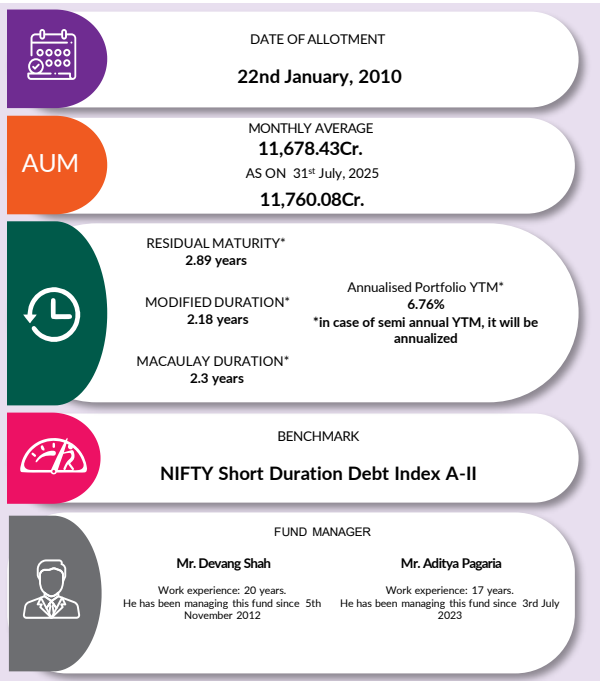 DATE OF ALLOTMENT
22nd January, 2010
AUM
MONTHLY AVERAGE
11,678.43Cr.
AS ON 31st July, 2025
11,760.08Cr.
RESIDUAL MATURITY*
2.89 years
MODIFIED DURATION*
2.18 years
MACAULAY DURATION*
2.3 years
Annualised Portfolio YTM*
6.76%
*in case of semi annual YTM, it will be
annualized
BENCHMARK
NIFTY Short Duration Debt Index A-II
FUND MANAGER
Mr. Devang Shah
Work experience: 20 years.
He has been managing this fund since 5th
November 2012
Mr. Aditya Pagaria
Work experience: 17 years.
He has been managing this fund since 3rd July
2023